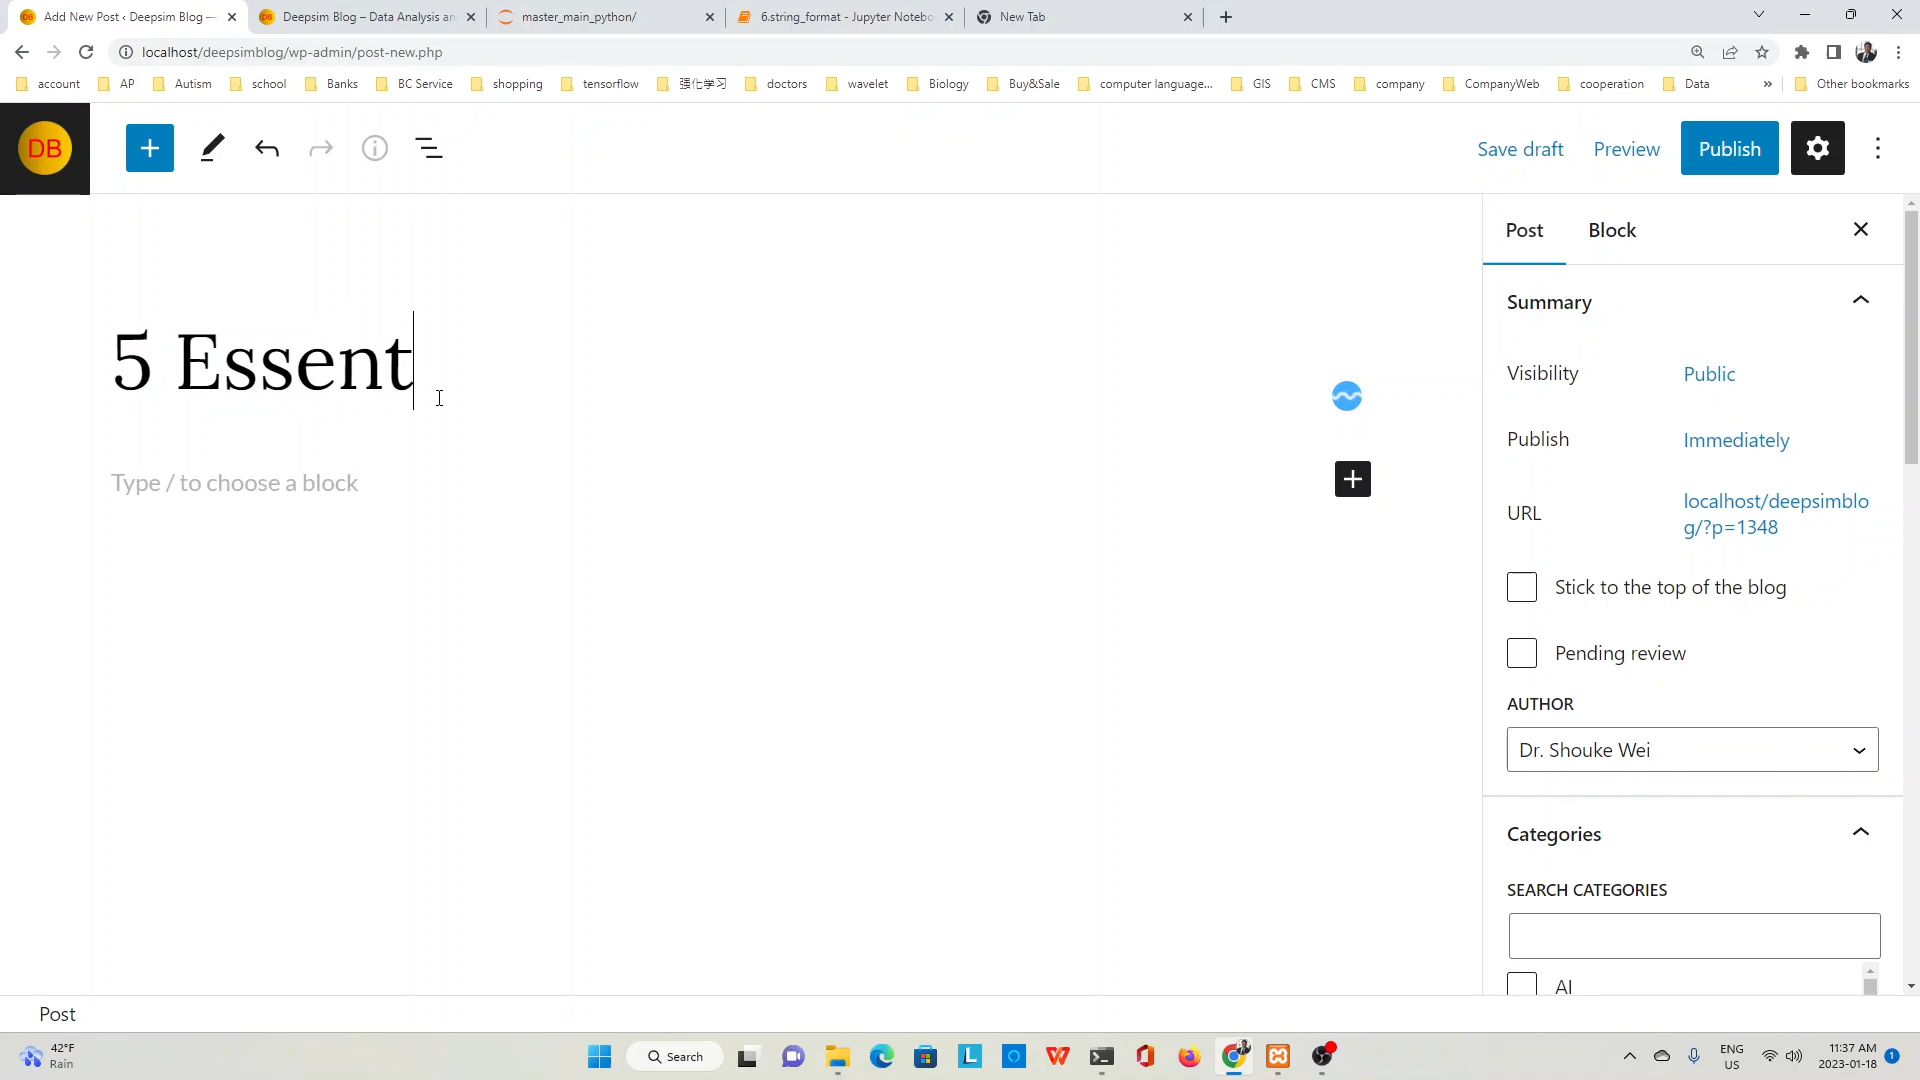 Add New Post ‹ Deepsim Blog —
Deepsim Blog – Data Analysis an
master_main_python/
6.string_format - Jupyter Notebo
New Tab
localhost/deepsimblog/wp-admin/post-new.php
account
AP
Autism
school
Banks
BC Service
shopping
tensorflow
强化学习
doctors
wavelet
Biology
Buy&Sale
computer language...
GIS
CMS
company
CompanyWeb
cooperation
Data
»
Other bookmarks
DB
Save draft
Preview
Publish
Post
Block
5 Essent
Type / to choose a block
Summary
Visibility
Public
Publish
Immediately
URL
localhost/deepsimblo
g/?p=1348
Stick to the top of the blog
Pending review
AUTHOR
Dr. Shouke Wei
Categories
SEARCH CATEGORIES
AI
Post
42°F
Rain
Search
ENG
US
11:37 AM
2023-01-18
1